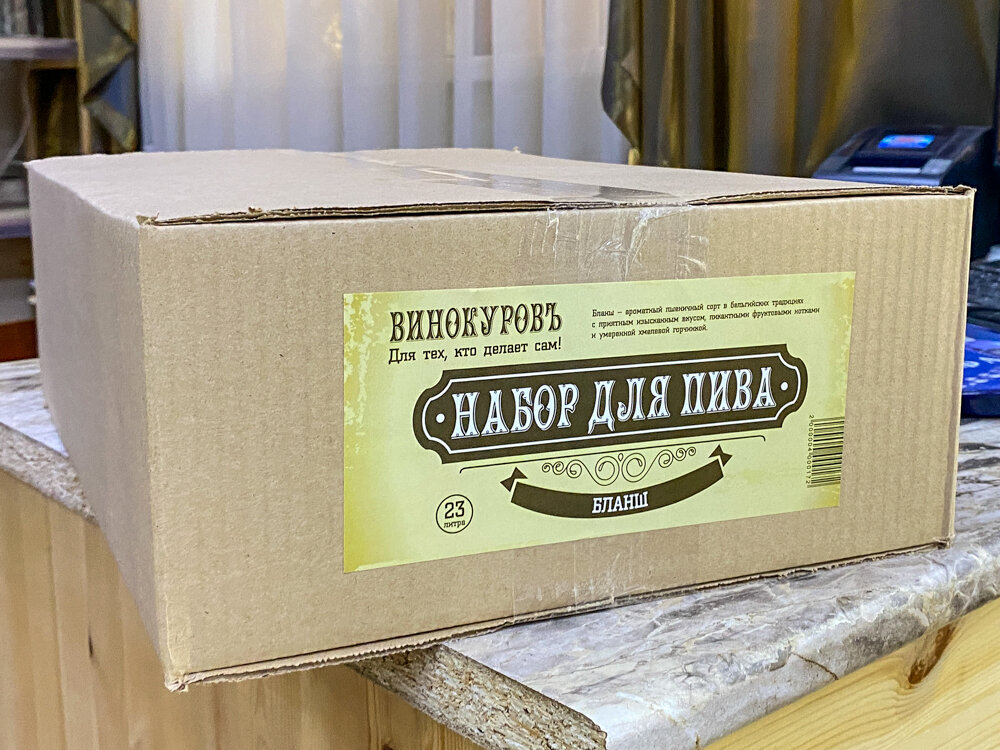 ВИНОКУРОВЪ
Для тех, кто делает сам!
Бланш – ароматный пшеничный сорт в бельгийских традициях
с приятным изысканным вкусом, пикантными фруктовыми нотками
и умеренной хмелевой горчинкой.
НАБОР ДЛЯ ПИВА
БЛАНШ
23
литра
2000004000172